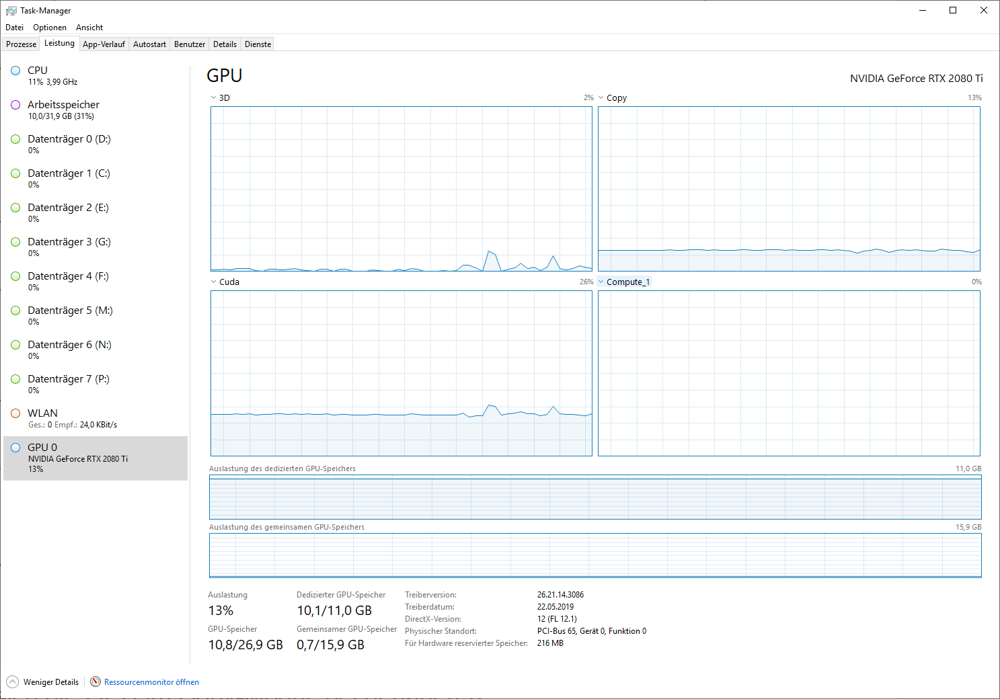 Task-Manager
Datei Optionen Ansicht
Prozesse Leistung App-Verlauf Autostart Benutzer Details Dienste
CPU
11% 3,99 GHz
Arbeitsspeicher
10,0/31,9 GB (31%)
Datenträger 0 (D:)
0%
Datenträger 1 (C:)
0%
Datenträger 2 (E:)
0%
Datenträger 3 (G:)
0%
Datenträger 4 (F:)
0%
Datenträger 5 (M:)
0%
Datenträger 6 (N:)
0%
Datenträger 7 (P:)
0%
WLAN
Ges.: 0 Empf.: 24,0 KBit/s
GPU 0
NVIDIA GeForce RTX 2080 Ti
13%
GPU
NVIDIA GeForce RTX 2080 Ti
3D 2%
Copy 13%
Cuda 26%
Compute_1 0%
Auslastung des dedizierten GPU-Speichers 11,0 GB
Auslastung des gemeinsamen GPU-Speichers 15,9 GB
Auslastung
13%
Dedizierter GPU-Speicher
10,1/11,0 GB
GPU-Speicher
10,8/26,9 GB
Gemeinsamer GPU-Speicher
0,7/15,9 GB
Treiberversion: 26.21.14.3086
Treiberdatum: 22.05.2019
DirectX-Version: 12 (FL 12.1)
Physischer Standort: PCI-Bus 65, Gerät 0, Funktion 0
Für Hardware reservierter Speicher: 216 MB
Weniger Details
Ressourcenmonitor öffnen